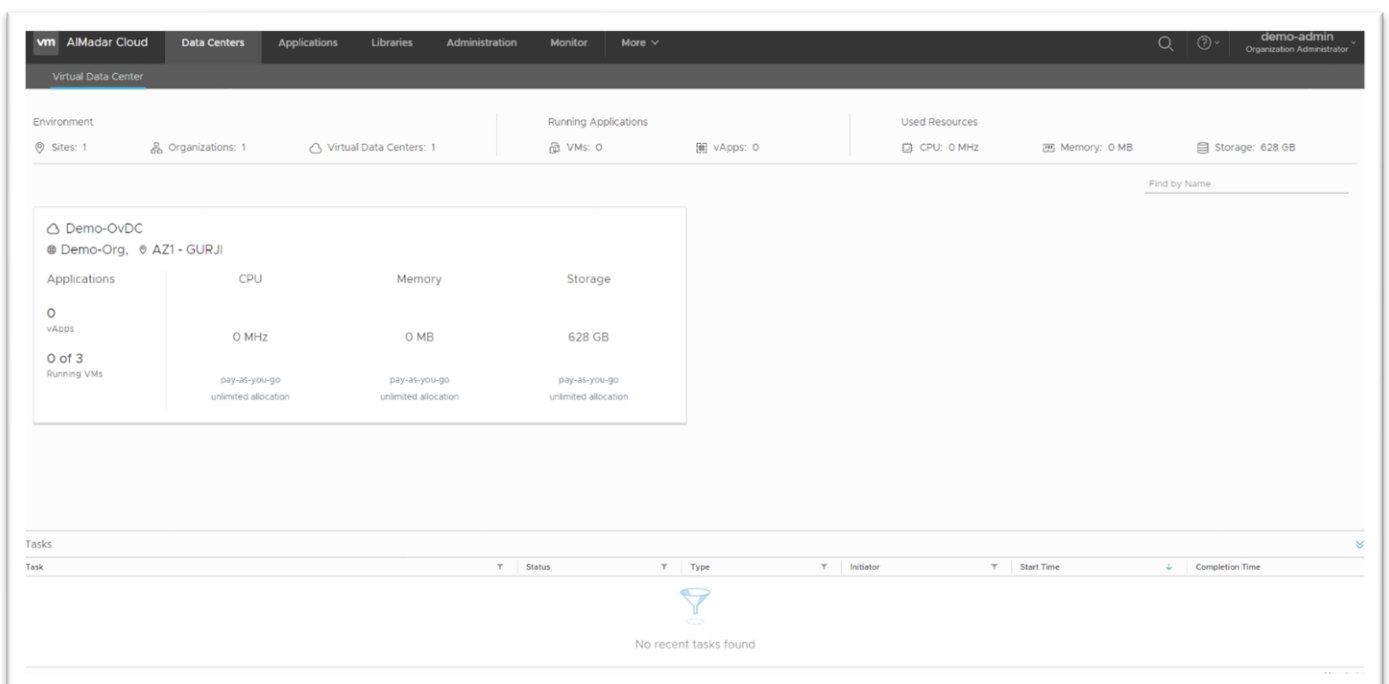 vm AlMadar Cloud Data Centers Applications Libraries Administration Monitor More demo-admin
Organization Administrator
Virtual Data Center
Environment Running Applications Used Resources
Sites: 1 Organizations: 1 Virtual Data Centers: 1 VMs: 0 vApps: 0 CPU: 0 MHz Memory: 0 MB Storage: 628 GB
Find by Name
Demo-OvDC
Demo-Org, AZ1 - GURJI
Applications CPU Memory Storage
0
vApps
0 MHz 0 MB 628 GB
0 of 3
Running VMs
pay-as-you-go pay-as-you-go pay-as-you-go
unlimited allocation unlimited allocation unlimited allocation
Tasks
Task Status Type Initiator Start Time Completion Time
No recent tasks found